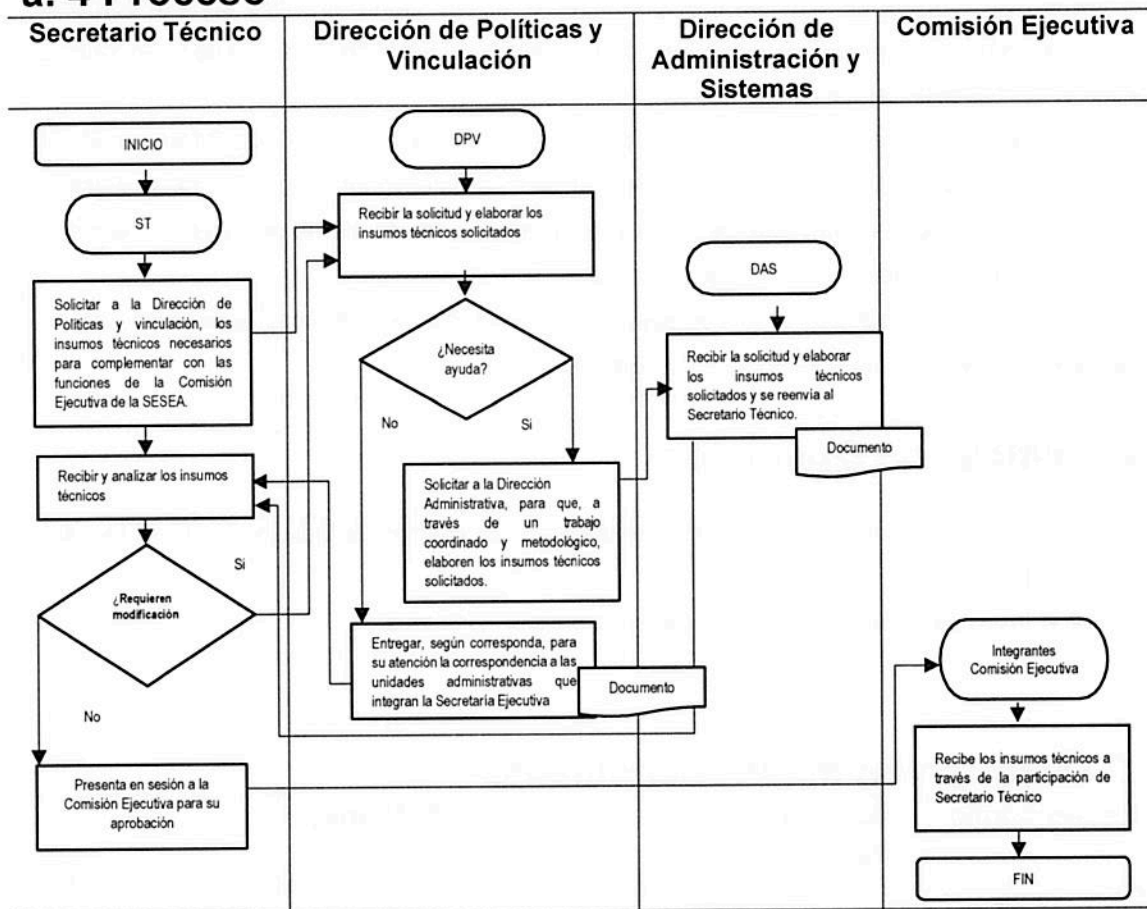 a. 4 Proceso
Secretario Técnico
Dirección de Políticas y
Vinculación
Dirección de
Administración y
Sistemas
Comisión Ejecutiva
INICIO
ST
Solicitar a la Dirección de
Políticas y vinculación, los
insumos técnicos necesarios
para complementar con las
funciones de la Comisión
Ejecutiva de la SESEA.
Recibir y analizar los insumos
técnicos
Si
¿Requieren
modificación
No
Presenta en sesión a la
Comisión Ejecutiva para su
aprobación
DPV
Recibir la solicitud y elaborar los
insumos técnicos solicitados
¿Necesita
ayuda?
No
Si
Solicitar a la Dirección
Administrativa, para que, a
través de un trabajo
coordinado y metodológico,
elaboren los insumos técnicos
solicitados.
Entregar, según corresponda, para
su atención la correspondencia a las
unidades administrativas que
integran la Secretaría Ejecutiva
Documento
DAS
Recibir la solicitud y elaborar
los insumos técnicos
solicitados y se reenvía al
Secretario Técnico.
Documento
Integrantes
Comisión Ejecutiva
Recibe los insumos técnicos a
través de la participación de
Secretario Técnico
FIN